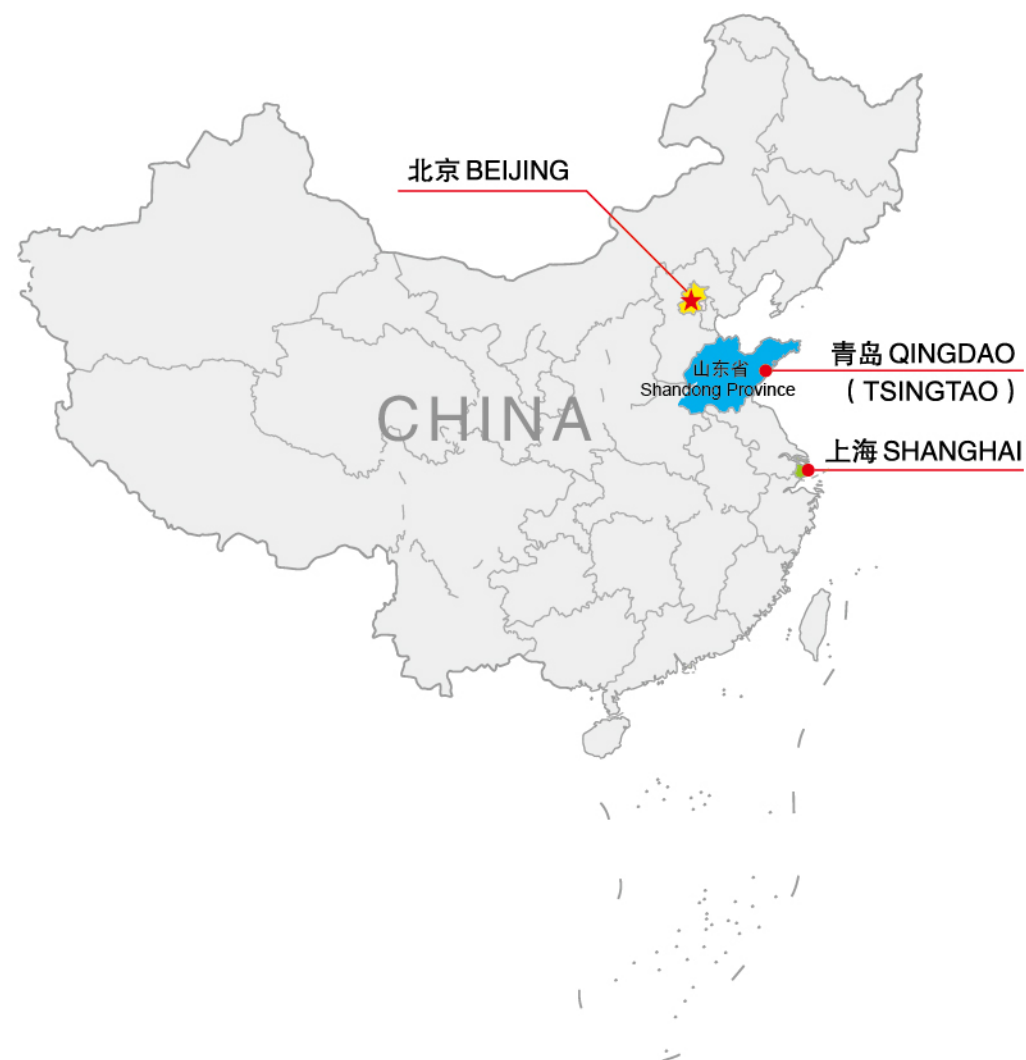 北京 BEIJING
青岛 QINGDAO
（ TSINGTAO ）
山东省
Shandong Province
CHINA
上海 SHANGHAI